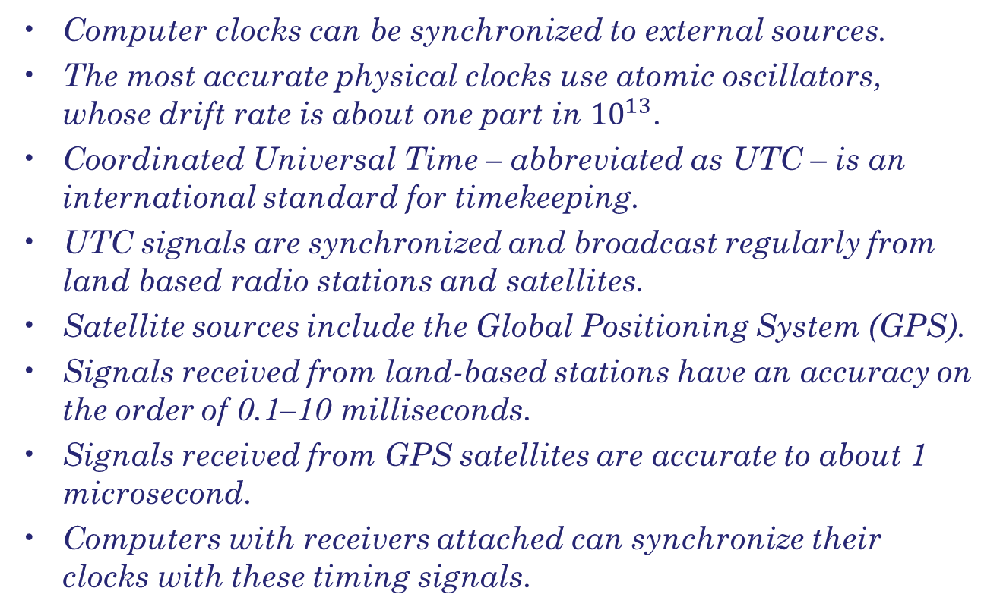 • Computer clocks can be synchronized to external sources.
• The most accurate physical clocks use atomic oscillators,
whose drift rate is about one part in 10¹³.
• Coordinated Universal Time – abbreviated as UTC – is an
international standard for timekeeping.
• UTC signals are synchronized and broadcast regularly from
land based radio stations and satellites.
• Satellite sources include the Global Positioning System (GPS).
• Signals received from land-based stations have an accuracy on
the order of 0.1–10 milliseconds.
• Signals received from GPS satellites are accurate to about 1
microsecond.
• Computers with receivers attached can synchronize their
clocks with these timing signals.